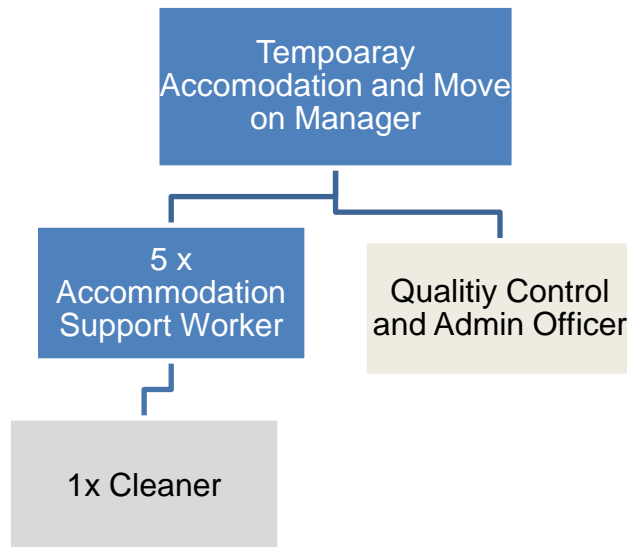 Tempoaray
Accomodation and Move
on Manager
5 x
Accommodation
Support Worker
Qualitiy Control
and Admin Officer
1x Cleaner